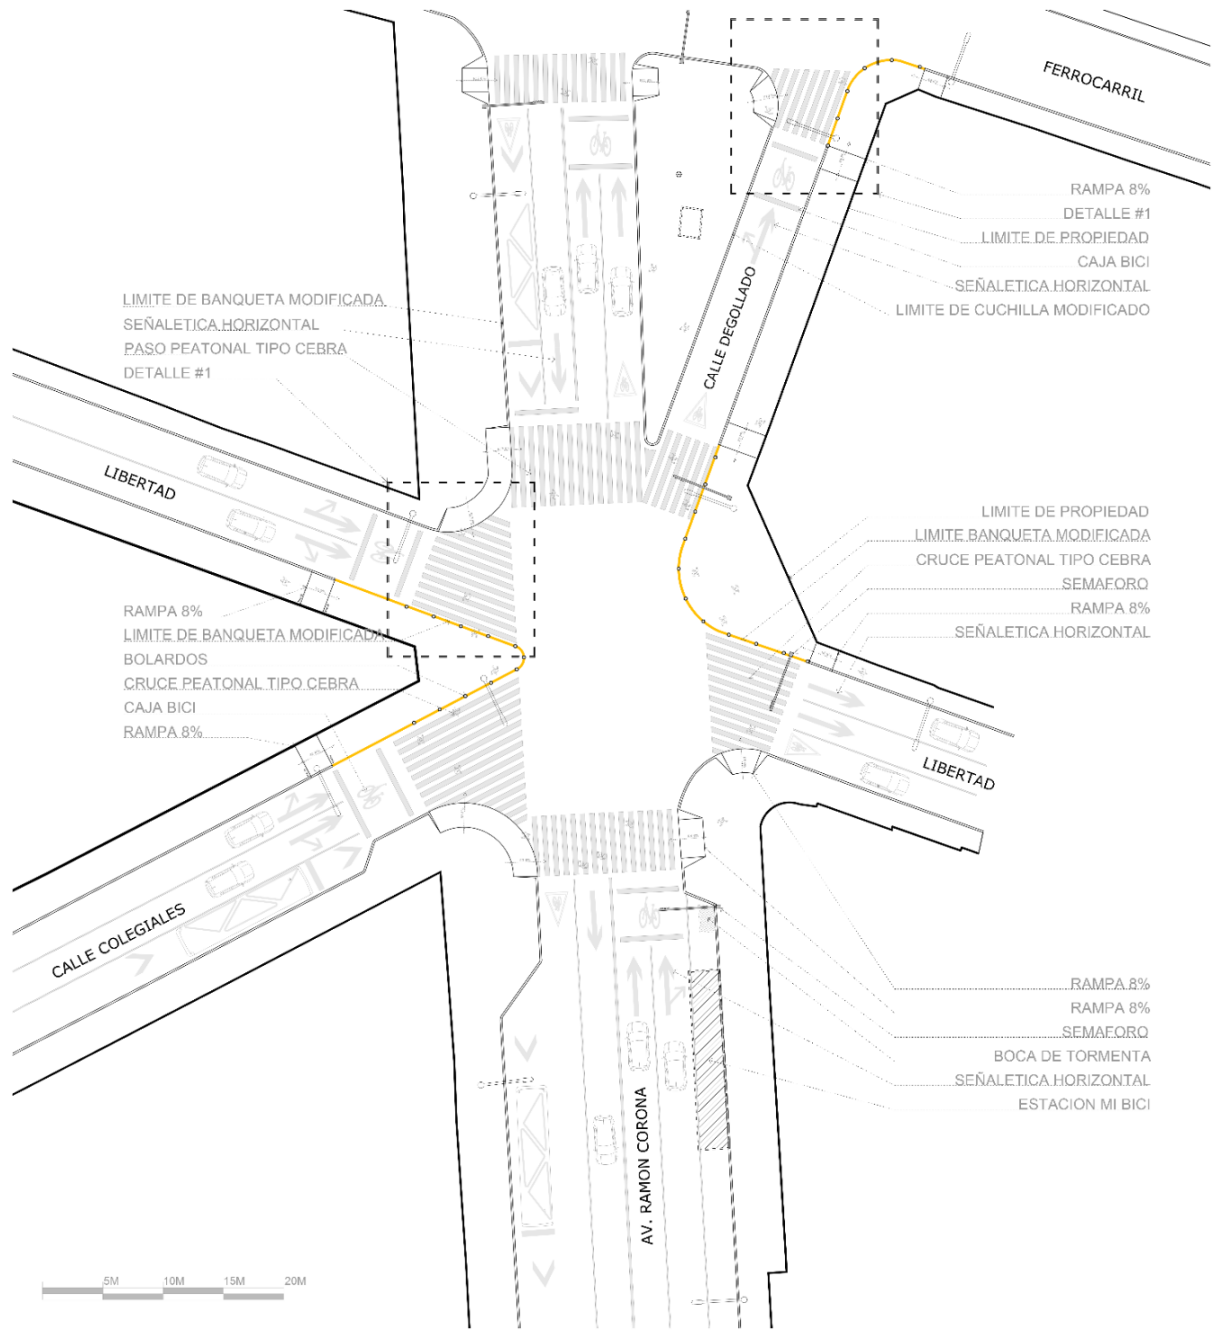 FERROCARRIL
RAMPA 8%
DETALLE #1
LIMITE DE PROPIEDAD
CAJA BICI
SEÑALETICA HORIZONTAL
LIMITE DE CUCHILLA MODIFICADO
CALLE DEGOLLADO
LIMITE DE BANQUETA MODIFICADA
SEÑALETICA HORIZONTAL
PASO PEATONAL TIPO CEBRA
DETALLE #1
LIBERTAD
LIMITE DE PROPIEDAD
LIMITE BANQUETA MODIFICADA
CRUCE PEATONAL TIPO CEBRA
SEMAFORO
RAMPA 8%
SEÑALETICA HORIZONTAL
RAMPA 8%
LIMITE DE BANQUETA MODIFICADA
BOLARDOS
CRUCE PEATONAL TIPO CEBRA
CAJA BICI
RAMPA 8%
LIBERTAD
CALLE COLEGIALES
RAMPA 8%
RAMPA 8%
SEMAFORO
BOCA DE TORMENTA
SEÑALETICA HORIZONTAL
ESTACION MI BICI
AV. RAMON CORONA
5M 10M 15M 20M